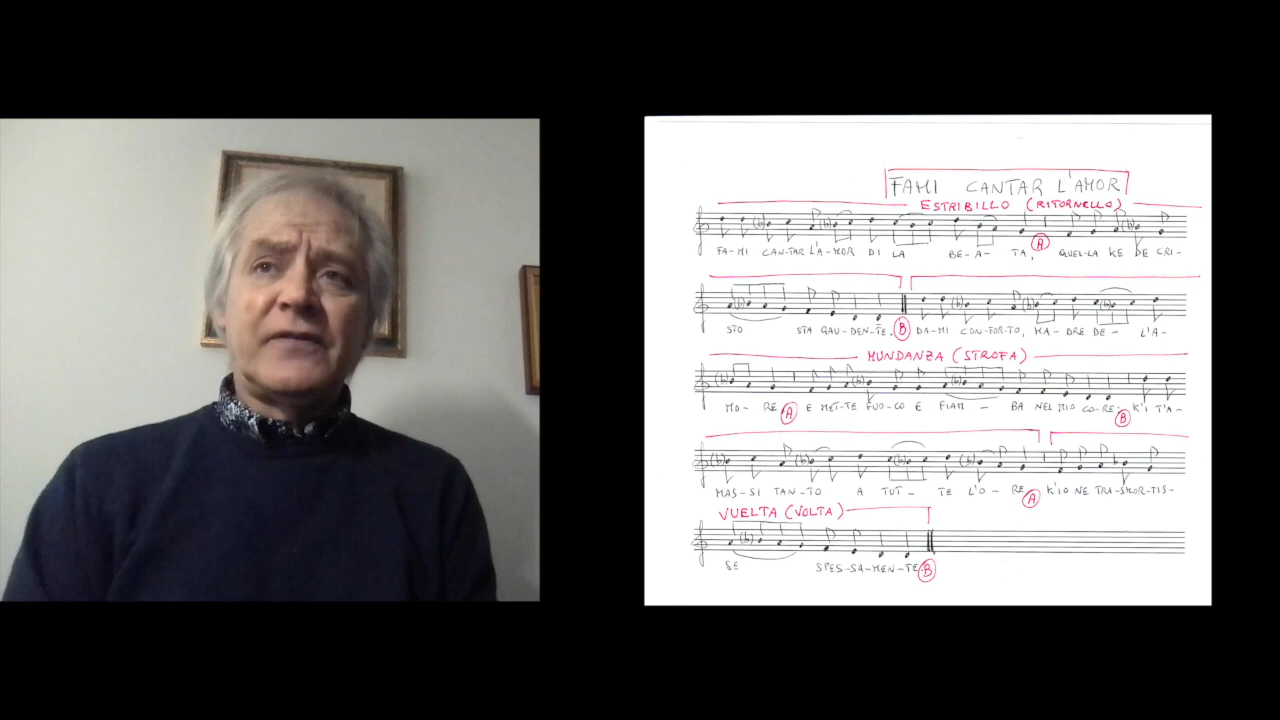 FAMI CANTAR L'AMOR
ESTRIBILLO (RITORNELLO)
FA-MI CAN-TAR L'A-MOR DI LA BE-A-TA, A QUEL-LA KE DE CRI-
STO STA GAU-DEN-TE. B DA-MI CON-FOR-TO, MA-DRE DE- L'A-
MUNDANZA (STROFA)
MO-RE A E MET-TE FUO-CO E FIAM-BA NEL MIO CO-RE: B K'I T'A-
MAS-SI TAN-TO A TUT-TE L'O-RE A K'IO NE TRA-SMOR-TIS-
VUELTA (VOLTA)
SE SPES-SA-MEN-TE. B